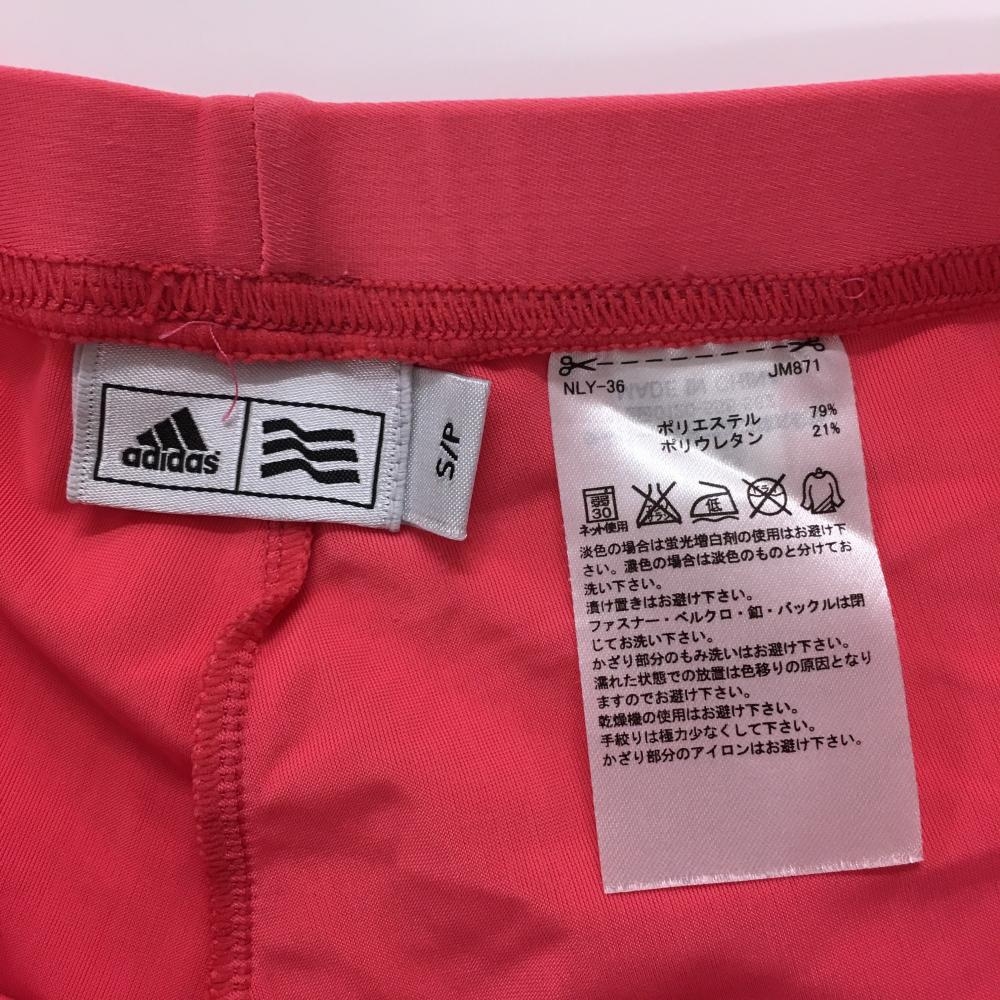 adidas
S/P
NLY-36
JM871
MADE IN CHINA
ポリエステル 79%
ポリウレタン 21%
弱
30
ネット使用
エンソサラシ
低
ドライ
淡色の場合は蛍光増白剤の使用はお避け下
さい。濃色の場合は淡色のものと分けてお
洗い下さい。
漬け置きはお避け下さい。
ファスナー・ベルクロ・釦・バックルは閉
じてお洗い下さい。
かざり部分のもみ洗いはお避け下さい。
濡れた状態での放置は色移りの原因となり
ますのでお避け下さい。
乾燥機の使用はお避け下さい。
手絞りは極力少なくして下さい。
かざり部分のアイロンはお避け下さい。